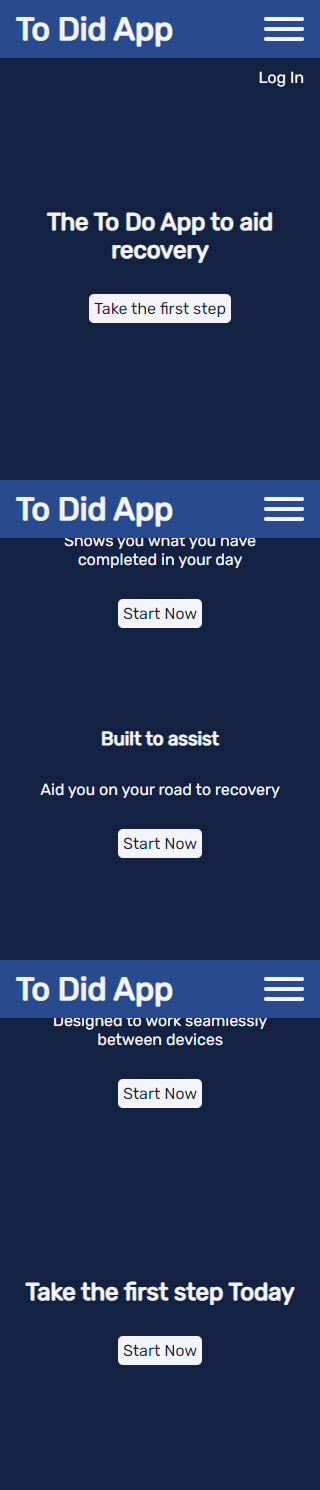 To Did App
Log In
The To Do App to aid
recovery
Take the first step
To Did App
Shows you what you have
completed in your day
Start Now
Built to assist
Aid you on your road to recovery
Start Now
To Did App
Designed to work seamlessly
between devices
Start Now
Take the first step Today
Start Now